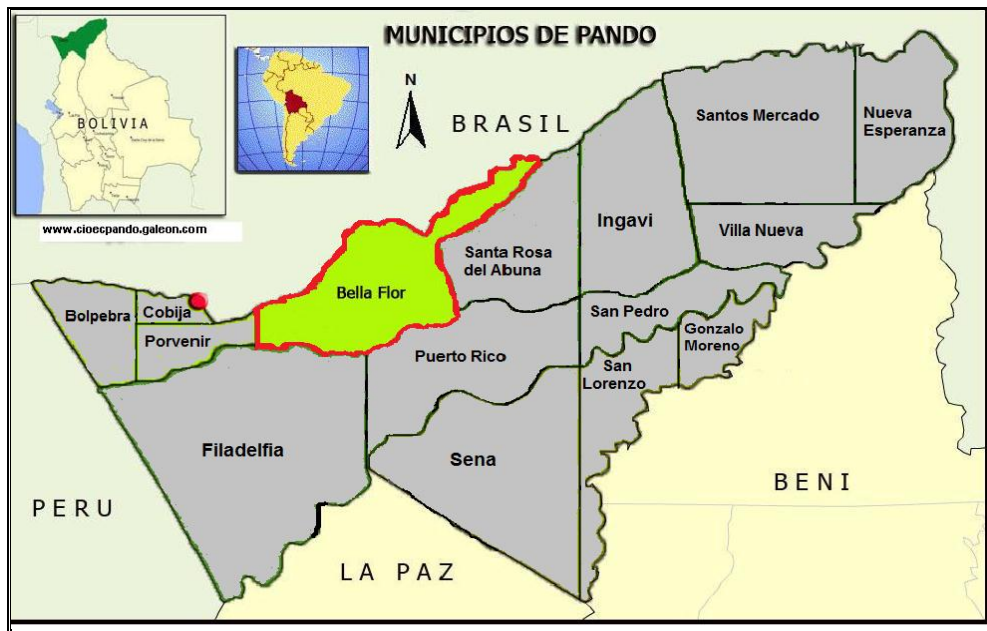 MUNICIPIOS DE PANDO
BOLIVIA
N
BRASIL
www.cioecpando.galeon.com
Santos Mercado
Nueva
Esperanza
Ingavi
Villa Nueva
Santa Rosa
del Abuna
Bella Flor
Bolpebra
Cobija
Porvenir
San Pedro
Gonzalo
Moreno
Puerto Rico
San
Lorenzo
Filadelfia
Sena
BENI
PERU
LA PAZ